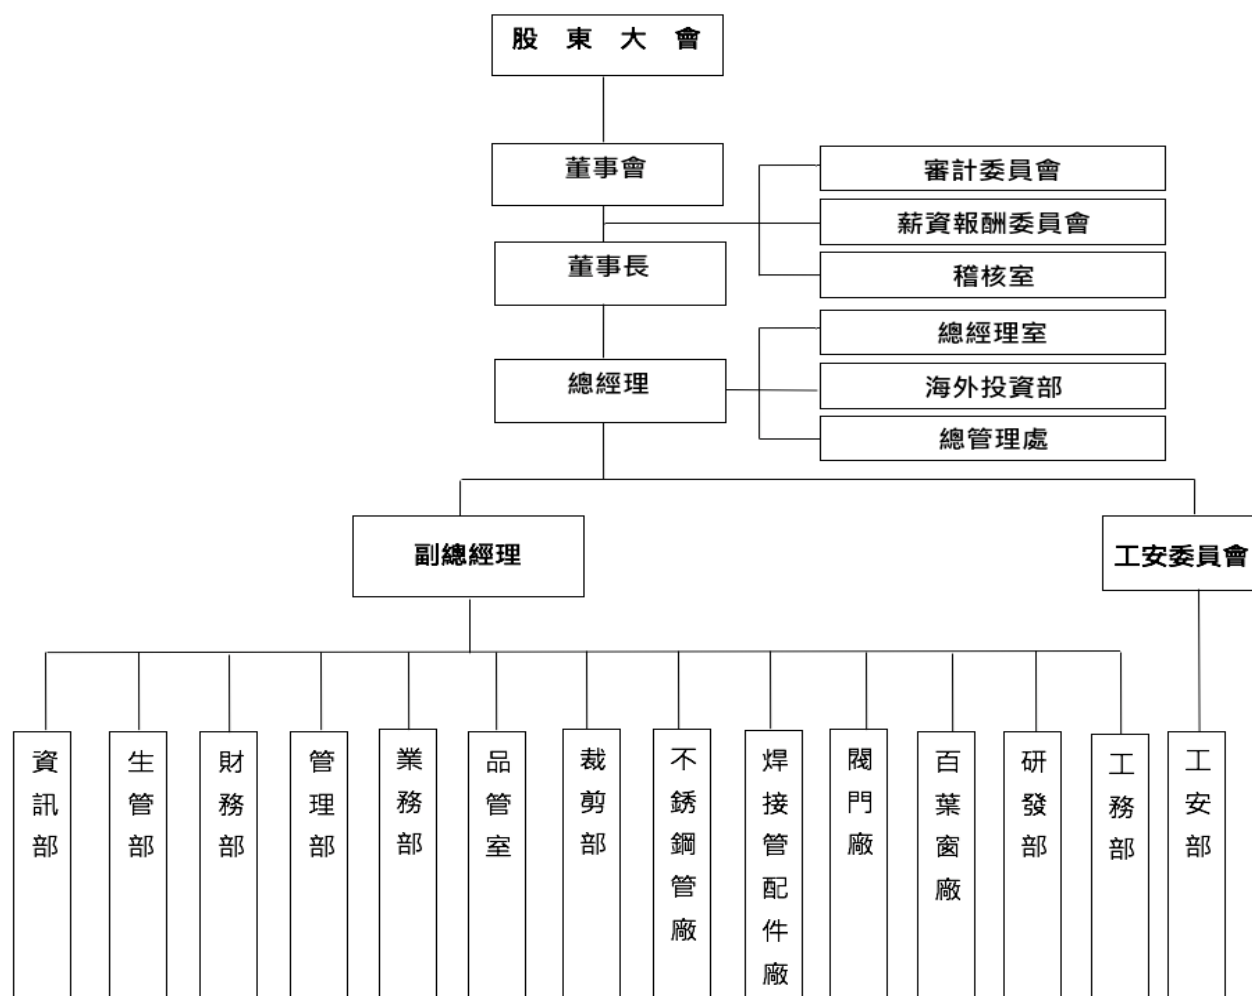 股東大會
董事會
審計委員會
薪資報酬委員會
董事長
稽核室
總經理室
總經理
海外投資部
總管理處
副總經理
工安委員會
資訊部
生管部
財務部
管理部
業務部
品管室
裁剪部
不銹鋼管廠
焊接管配件廠
閥門廠
百葉窗廠
研發部
工務部
工安部